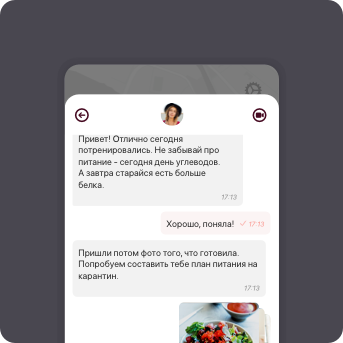 Привет! Отлично сегодня
потренировались. Не забывай про
питание - сегодня день углеводов.
А завтра старайся есть больше
белка.
17:13
Хорошо, поняла! 17:13
Пришли потом фото того, что готовила.
Попробуем составить тебе план питания на
карантин.
17:13